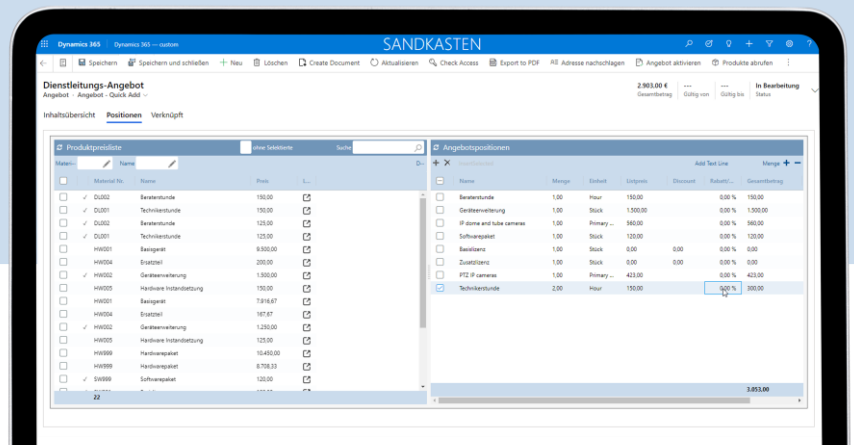 Dynamics 365 Dynamics 365 — custom SANDKASTEN
Speichern Speichern und schließen Neu Löschen Create Document Aktualisieren Check Access Export to PDF Adresse nachschlagen Angebot aktivieren Produkte abrufen
Dienstleitungs-Angebot
Angebot · Angebot - Quick Add
2.903,00 € --- --- In Bearbeitung
Gesamtbetrag Gültig von Gültig bis Status
Inhaltsübersicht Positionen Verknüpft
Produktpreisliste ohne Selektierte Suche
Materi... Name D...
Material Nr. Name Preis L...
DL002 Beraterstunde 150,00
DL001 Technikerstunde 150,00
DL002 Beraterstunde 125,00
DL001 Technikerstunde 125,00
HW001 Basisgerät 9.500,00
HW004 Ersatzteil 200,00
HW002 Geräteerweiterung 1.500,00
HW005 Hardware Instandsetzung 150,00
HW001 Basisgerät 7.916,67
HW004 Ersatzteil 167,67
HW002 Geräteerweiterung 1.250,00
HW005 Hardware Instandsetzung 125,00
HW999 Hardwarepaket 10.450,00
HW999 Hardwarepaket 8.708,33
SW999 Softwarepaket 120,00
22
Angebotspositionen
Add Text Line Menge
Name Menge Einheit Listpreis Discount Rabatt/... Gesamtbetrag
Beraterstunde 1,00 Hour 150,00 0,00 % 150,00
Geräteerweiterung 1,00 Stück 1.500,00 0,00 % 1.500,00
IP dome and tube cameras 1,00 Primary ... 560,00 0,00 % 560,00
Softwarepaket 1,00 Stück 120,00 0,00 % 120,00
Basislizenz 1,00 Stück 0,00 0,00 0,00 % 0,00
Zusatzlizenz 1,00 Stück 0,00 0,00 0,00 % 0,00
PTZ IP cameras 1,00 Primary ... 423,00 0,00 % 423,00
Technikerstunde 2,00 Hour 150,00 0,00 % 300,00
3.053,00